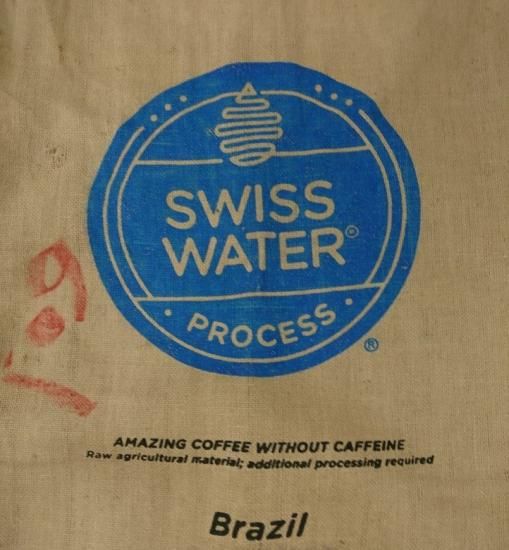 SWISS
WATER®
PROCESS
®
AMAZING COFFEE WITHOUT CAFFEINE
Raw agricultural material; additional processing required
Brazil